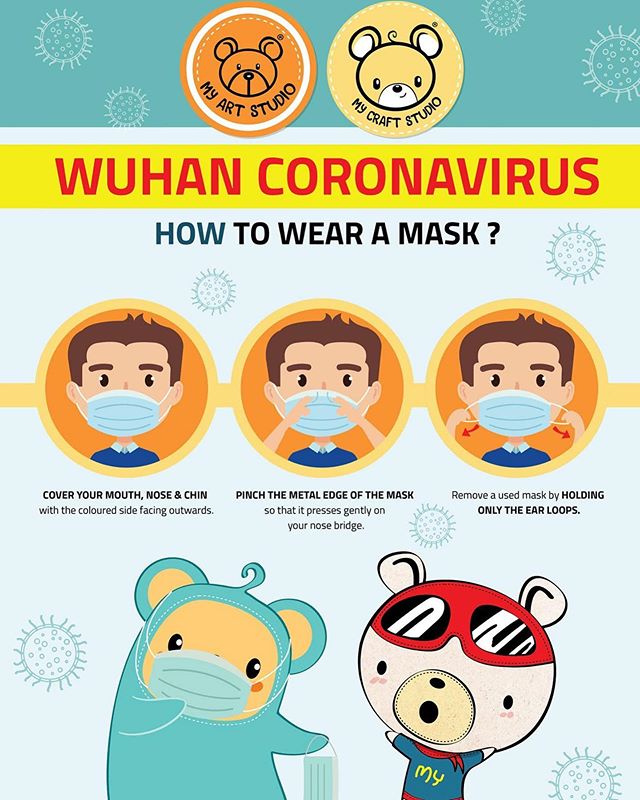 MY ART STUDIO
MY CRAFT STUDIO
WUHAN CORONAVIRUS
HOW TO WEAR A MASK ?
COVER YOUR MOUTH, NOSE & CHIN
with the coloured side facing outwards.
PINCH THE METAL EDGE OF THE MASK
so that it presses gently on
your nose bridge.
Remove a used mask by HOLDING
ONLY THE EAR LOOPS.
MY